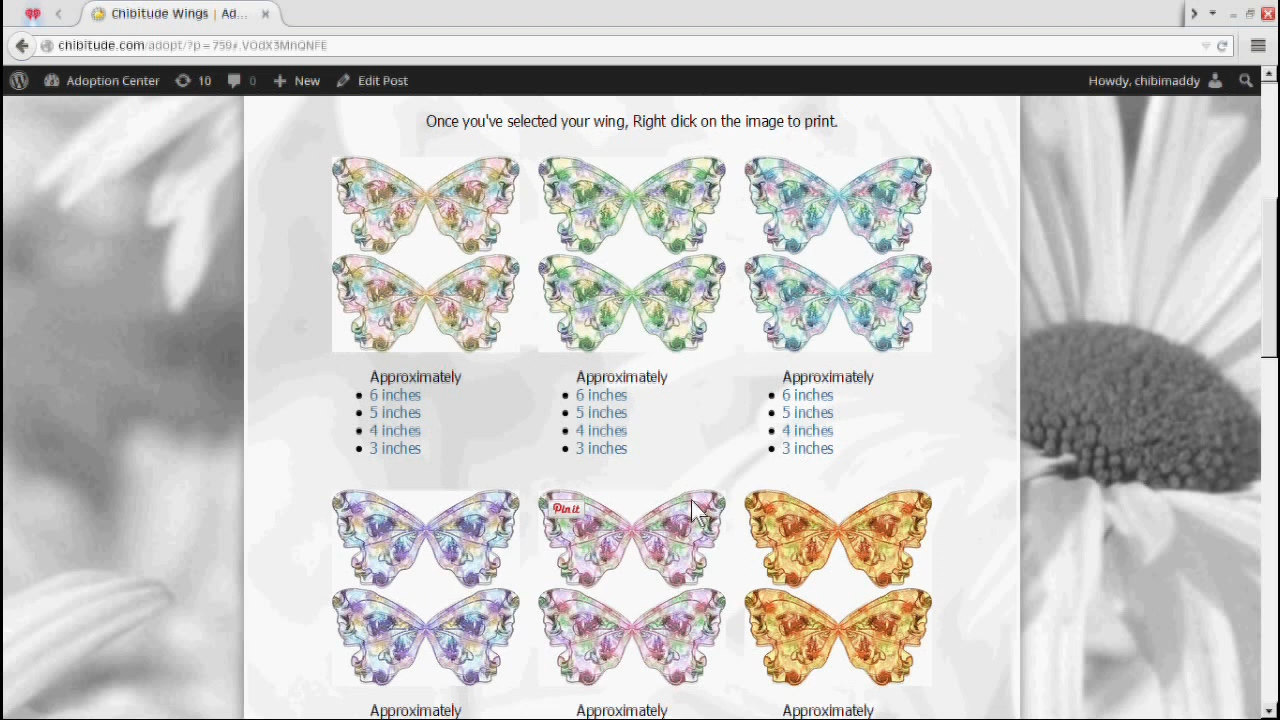 Chibitude Wings | Ad...
chibitude.com/adopt/?p=759#.VOdX3MnQNFE
Adoption Center 10 0 New Edit Post Howdy, chibimaddy
Once you've selected your wing, Right click on the image to print.
Approximately Approximately Approximately
6 inches 6 inches 6 inches
5 inches 5 inches 5 inches
4 inches 4 inches 4 inches
3 inches 3 inches 3 inches
Pin it
Approximately Approximately Approximately